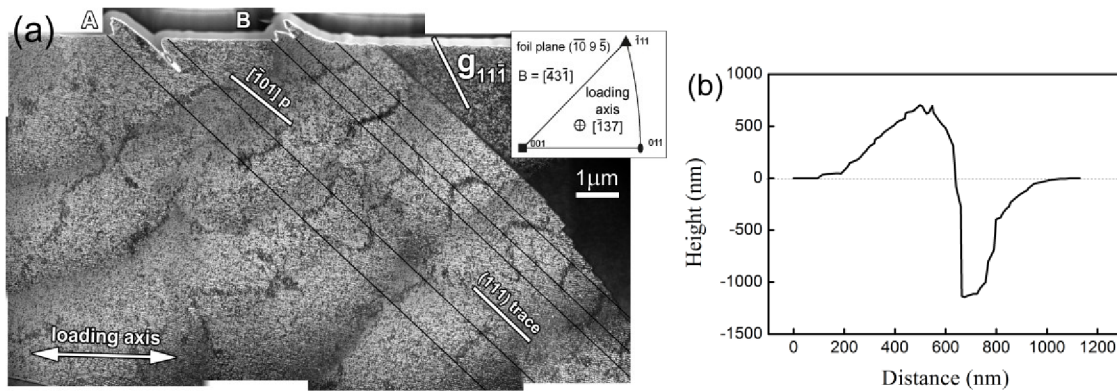 (a)
A
B
[1̄01] p
g₁₁₁̄
foil plane (1̄0̄ 9 5̄)
B = [4̄31̄]
1̄11
loading
axis
[1̄37]
001
011
1μm
(111) trace
loading axis
(b)
1000
500
0
-500
-1000
-1500
Height (nm)
0 200 400 600 800 1000 1200
Distance (nm)